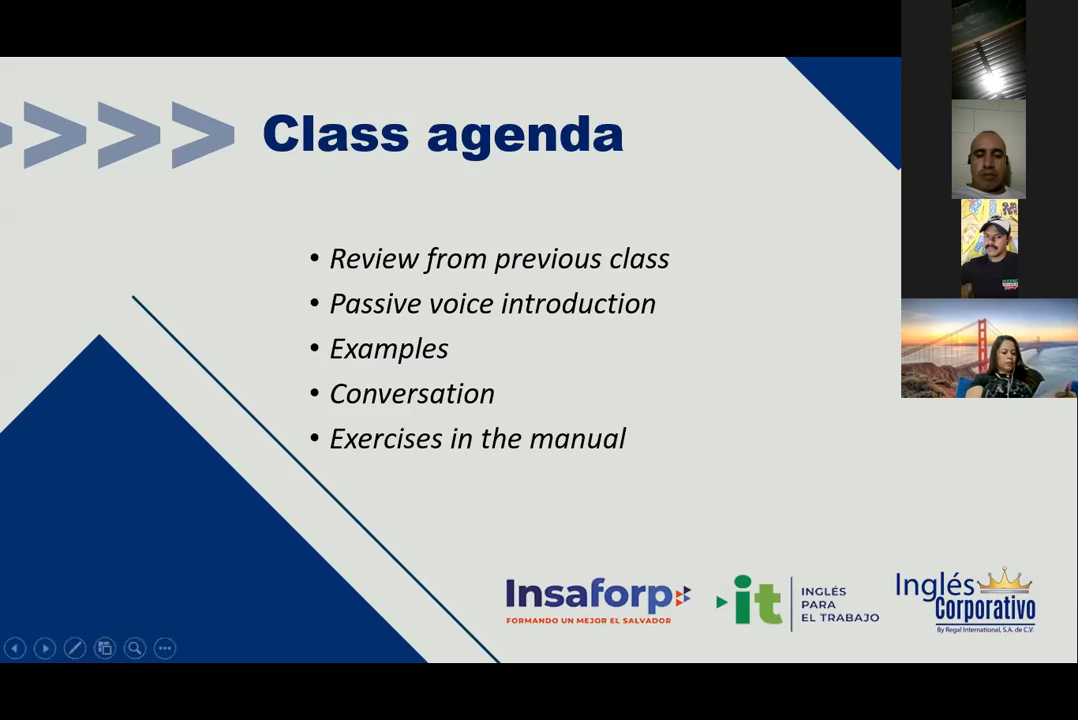 Class agenda
• Review from previous class
• Passive voice introduction
• Examples
• Conversation
• Exercises in the manual
Insaforp
FORMANDO UN MEJOR EL SALVADOR
it
INGLÉS
PARA
EL TRABAJO
Inglés
Corporativo
By Regal International, S.A. de C.V.